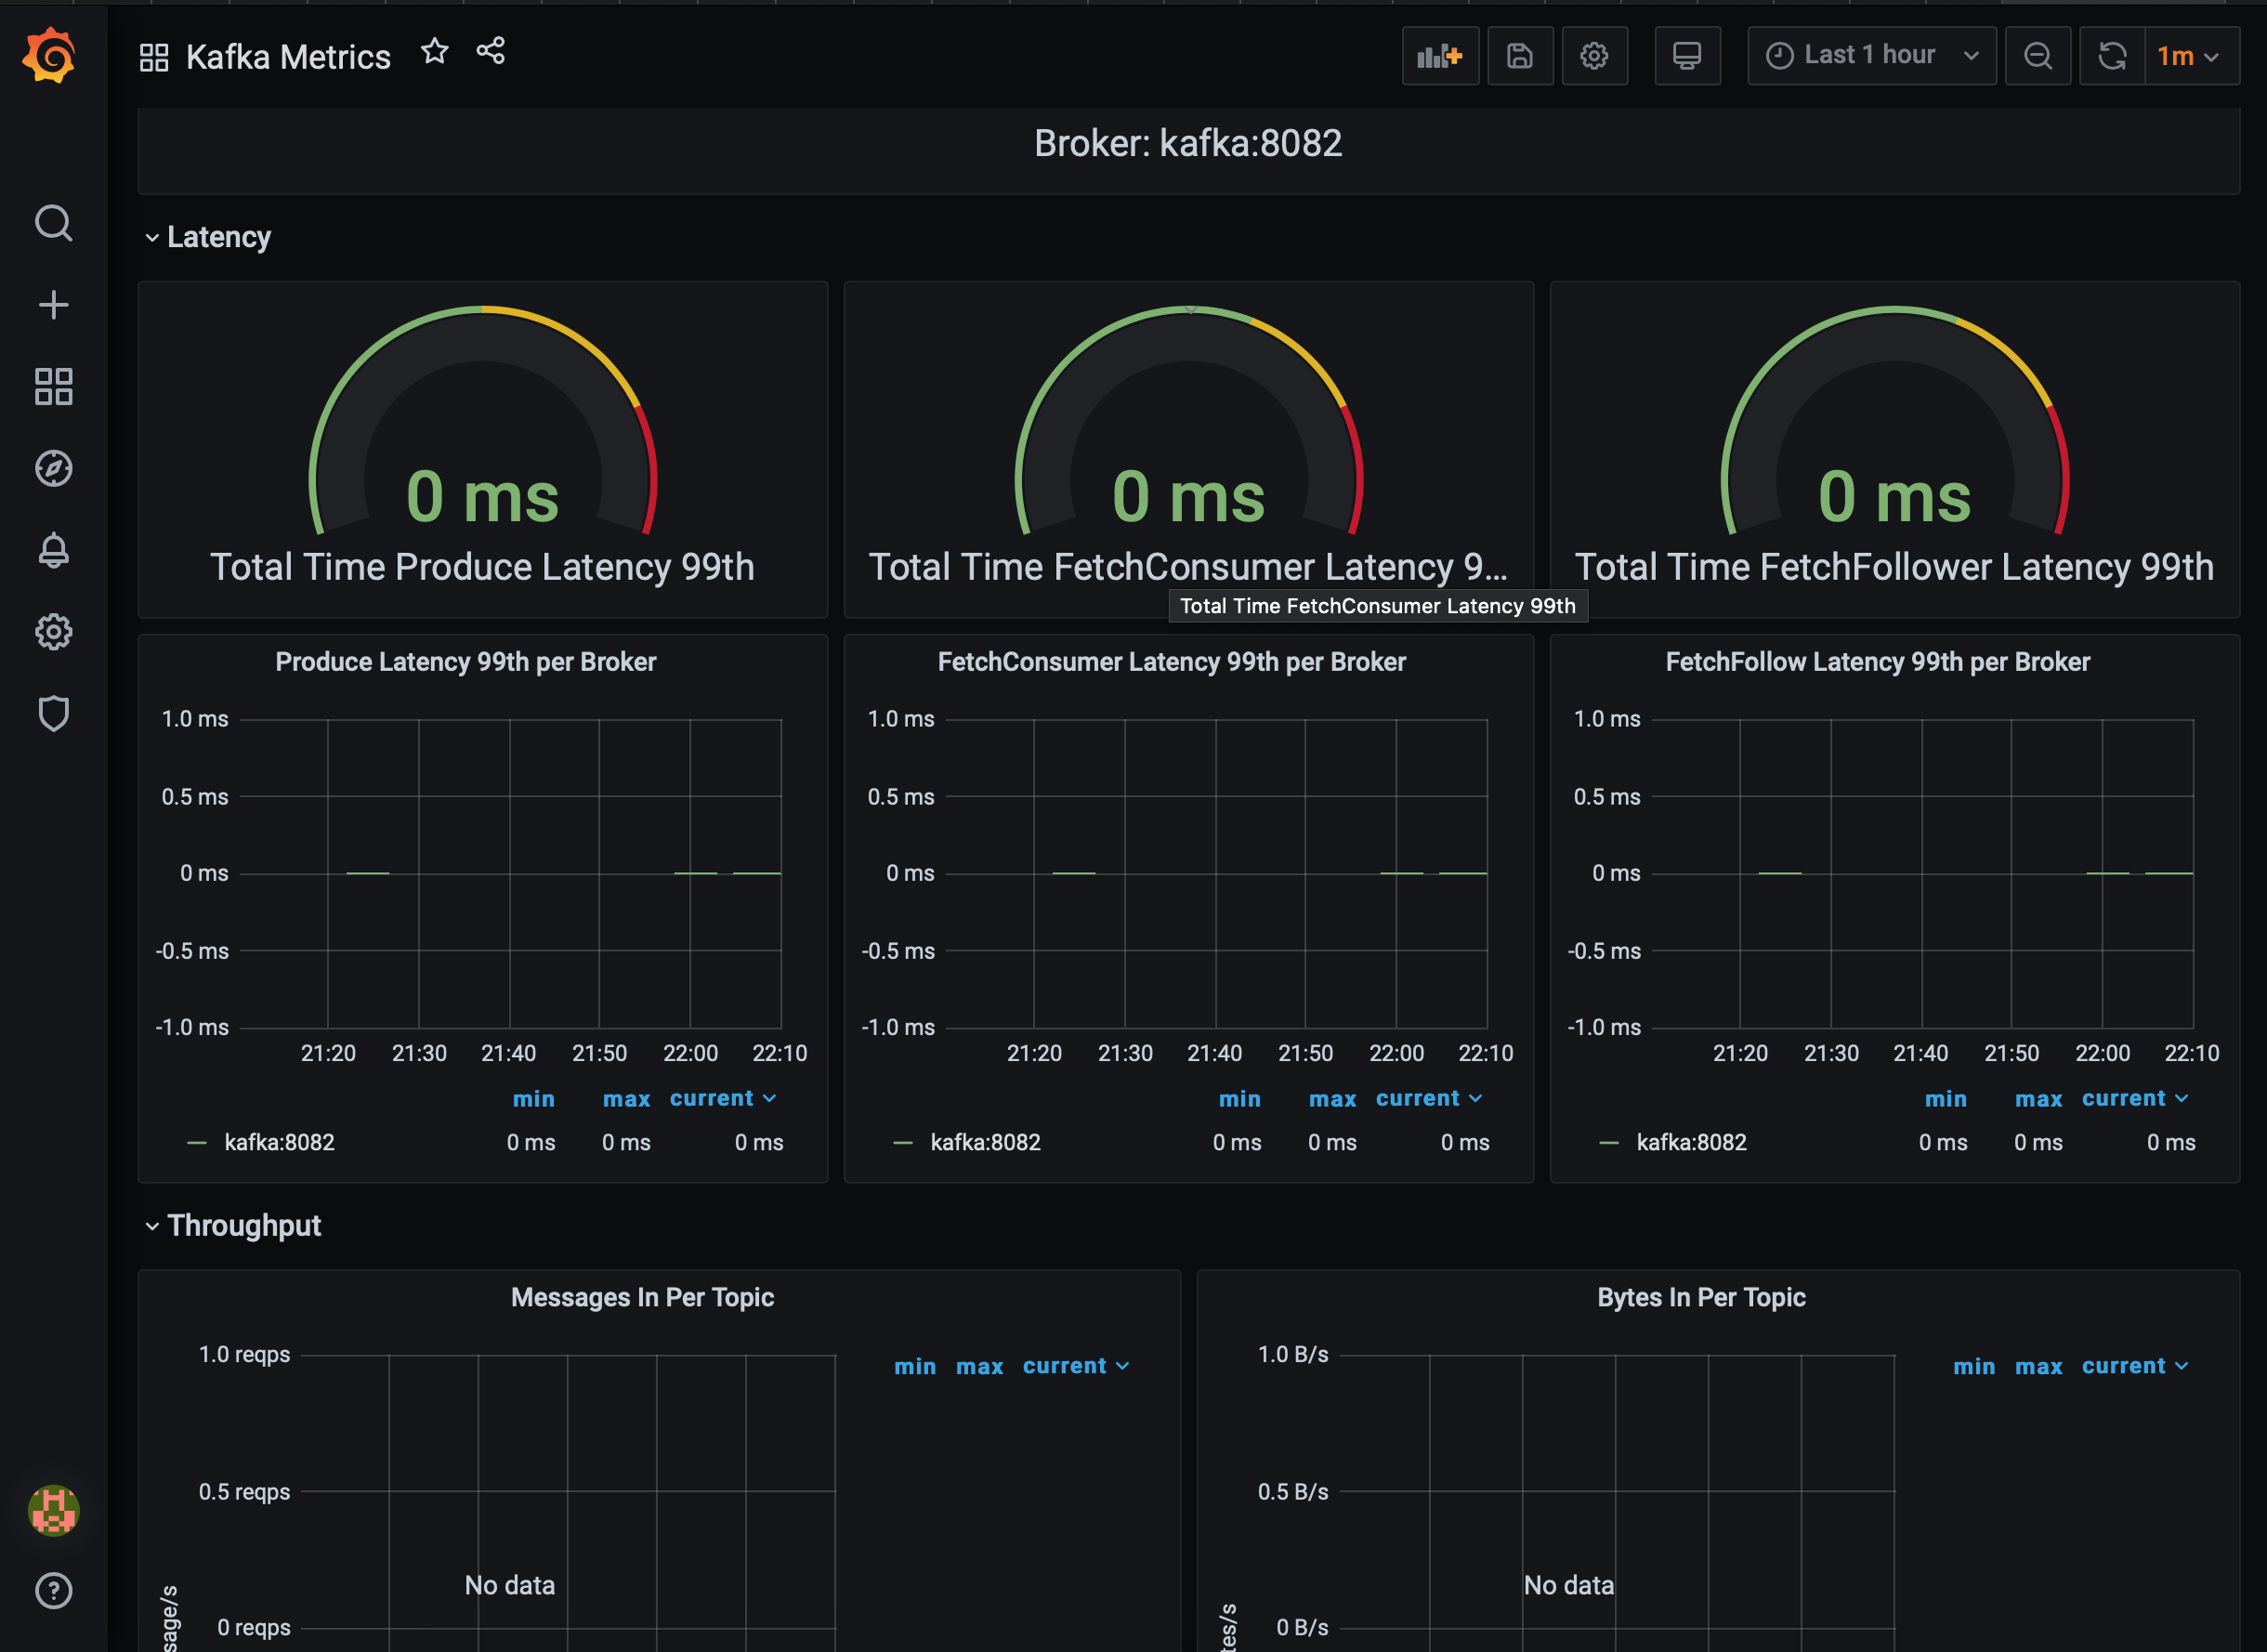 Kafka Metrics
Last 1 hour
1m
Broker: kafka:8082
Latency
0 ms
Total Time Produce Latency 99th
0 ms
Total Time FetchConsumer Latency 9...
Total Time FetchConsumer Latency 99th
0 ms
Total Time FetchFollower Latency 99th
Produce Latency 99th per Broker
1.0 ms
0.5 ms
0 ms
-0.5 ms
-1.0 ms
21:20 21:30 21:40 21:50 22:00 22:10
min max current
kafka:8082 0 ms 0 ms 0 ms
FetchConsumer Latency 99th per Broker
1.0 ms
0.5 ms
0 ms
-0.5 ms
-1.0 ms
21:20 21:30 21:40 21:50 22:00 22:10
min max current
kafka:8082 0 ms 0 ms 0 ms
FetchFollow Latency 99th per Broker
1.0 ms
0.5 ms
0 ms
-0.5 ms
-1.0 ms
21:20 21:30 21:40 21:50 22:00 22:10
min max current
kafka:8082 0 ms 0 ms 0 ms
Throughput
Messages In Per Topic
1.0 reqps
0.5 reqps
0 reqps
No data
min max current
Bytes In Per Topic
1.0 B/s
0.5 B/s
0 B/s
No data
min max current